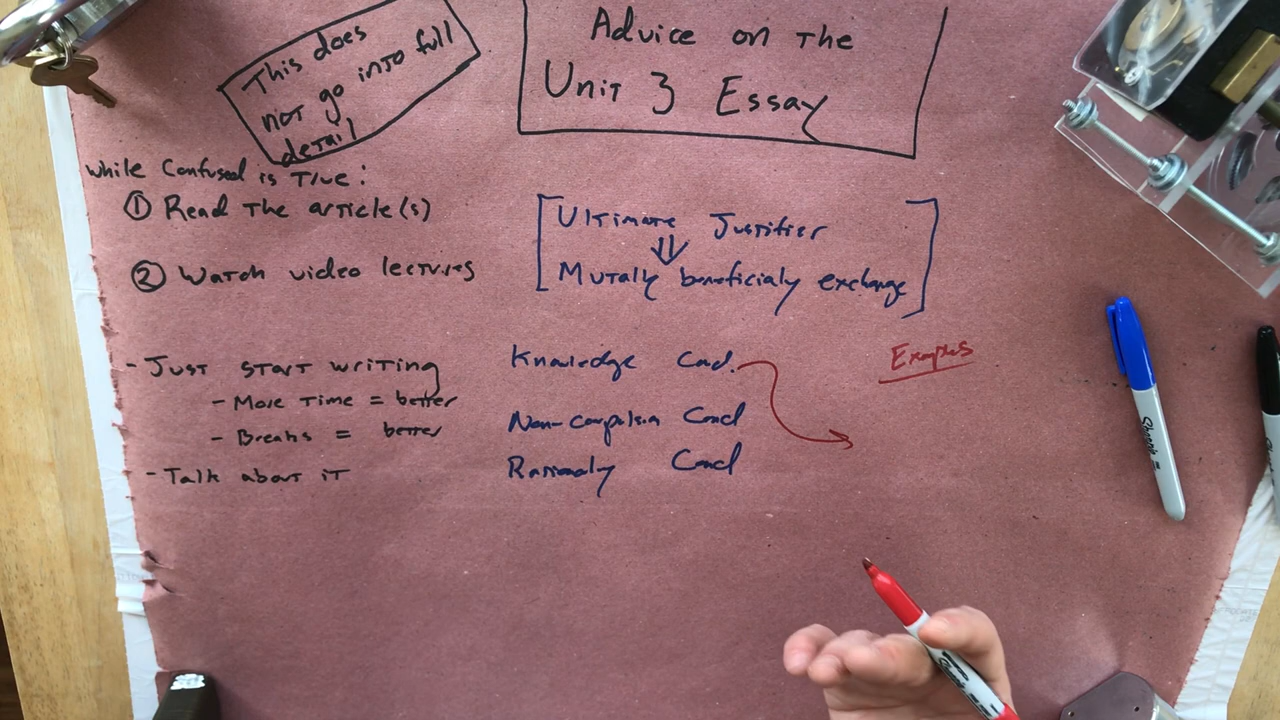 This does
not go into full
detail
Advice on the
Unit 3 Essay
While Confused is True:
① Read the article(s)
② Watch video lectures
- Just start writing
- More Time = better
- Breaks = better
- Talk about it
[Ultimate Justifier
⇓
Mutally beneficialy exchange]
Knowledge Cond.
Non-compulsion Cond
Rationaly Cond
Examples
Sharpie